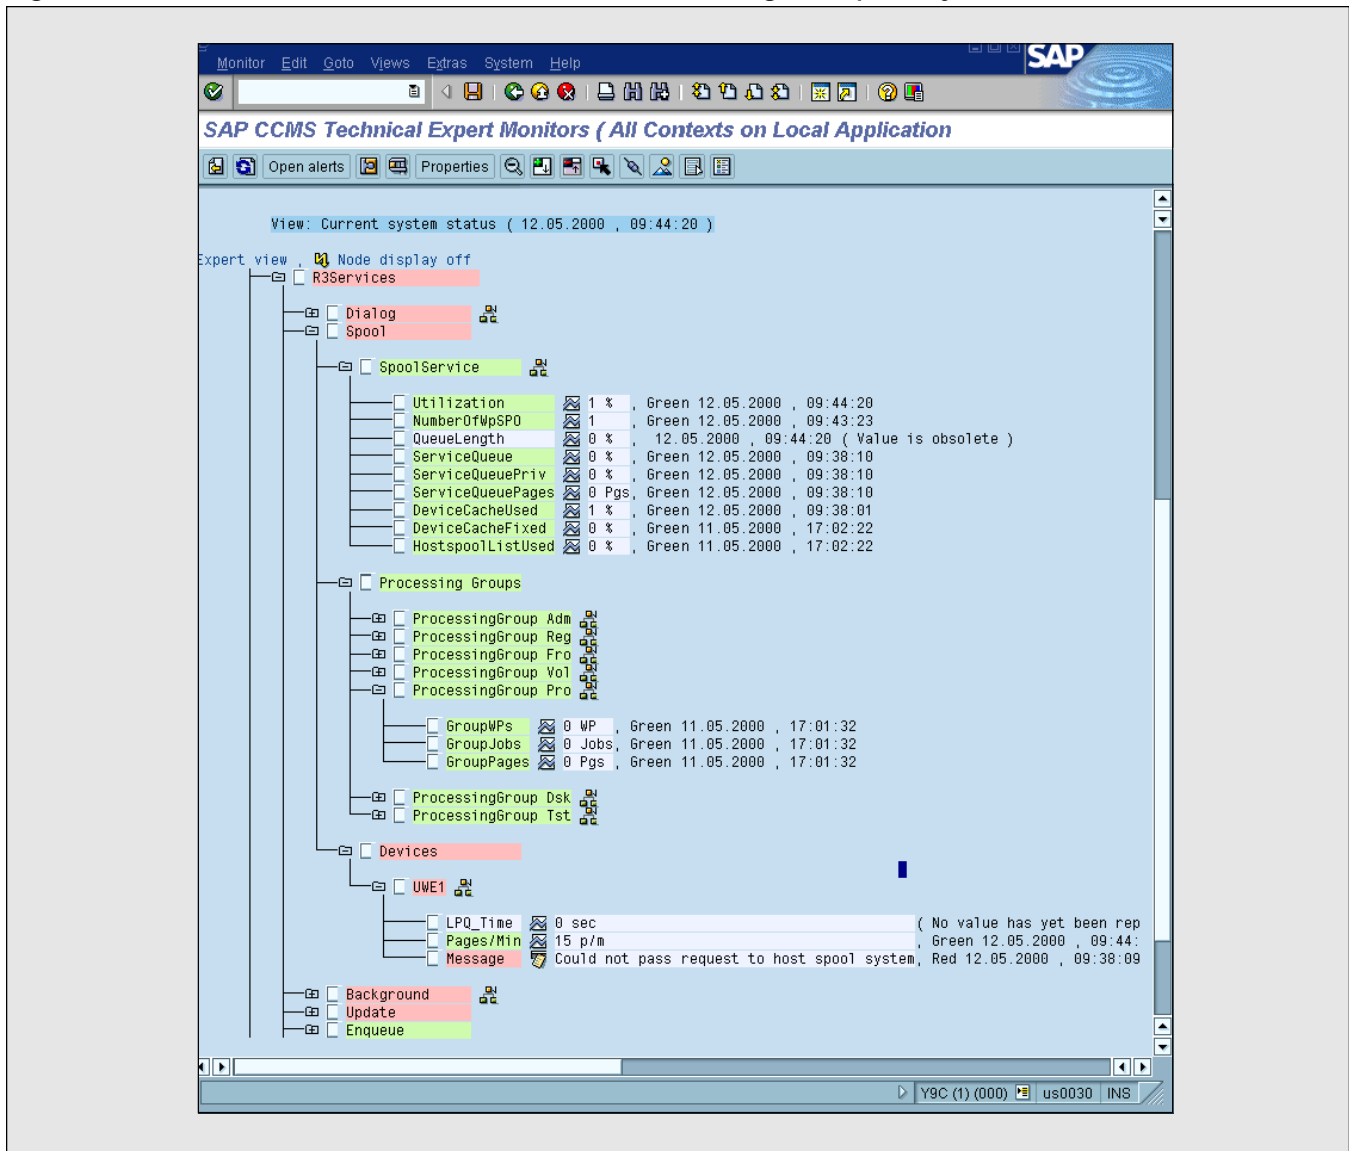 Monitor Edit Goto Views Extras System Help
SAP
SAP CCMS Technical Expert Monitors ( All Contexts on Local Application
Open alerts Properties
View: Current system status ( 12.05.2000 , 09:44:20 )
Expert view , Node display off
R3Services
Dialog
Spool
SpoolService
Utilization 1 % , Green 12.05.2000 , 09:44:20
NumberOfWpSPO 1 , Green 12.05.2000 , 09:43:23
QueueLength 0 % , 12.05.2000 , 09:44:20 ( Value is obsolete )
ServiceQueue 0 % , Green 12.05.2000 , 09:38:10
ServiceQueuePriv 0 % , Green 12.05.2000 , 09:38:10
ServiceQueuePages 0 Pgs, Green 12.05.2000 , 09:38:10
DeviceCacheUsed 1 % , Green 12.05.2000 , 09:38:01
DeviceCacheFixed 0 % , Green 11.05.2000 , 17:02:22
HostspoolListUsed 0 % , Green 11.05.2000 , 17:02:22
Processing Groups
ProcessingGroup Adm
ProcessingGroup Reg
ProcessingGroup Fro
ProcessingGroup Vol
ProcessingGroup Pro
GroupWPs 0 WP , Green 11.05.2000 , 17:01:32
GroupJobs 0 Jobs, Green 11.05.2000 , 17:01:32
GroupPages 0 Pgs , Green 11.05.2000 , 17:01:32
ProcessingGroup Dsk
ProcessingGroup Tst
Devices
UWE1
LPQ_Time 0 sec ( No value has yet been rep
Pages/Min 15 p/m , Green 12.05.2000 , 09:44:
Message Could not pass request to host spool system, Red 12.05.2000 , 09:38:09
Background
Update
Enqueue
Y9C (1) (000) us0030 INS